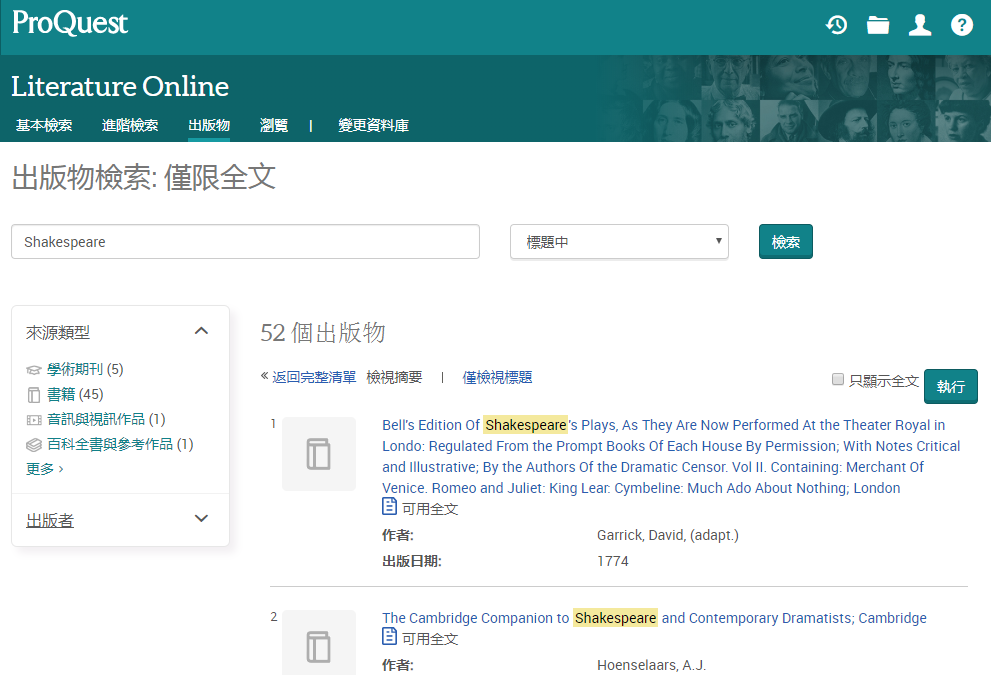 ProQuest
Literature Online
基本檢索 進階檢索 出版物 瀏覽 | 變更資料庫
出版物檢索: 僅限全文
Shakespeare 標題中 檢索
來源類型
學術期刊 (5)
書籍 (45)
音訊與視訊作品 (1)
百科全書與參考作品 (1)
更多 ›
出版者
52 個出版物
« 返回完整清單 檢視摘要 | 僅檢視標題 只顯示全文 執行
1
Bell's Edition Of Shakespeare's Plays, As They Are Now Performed At the Theater Royal in
Londo: Regulated From the Prompt Books Of Each House By Permission; With Notes Critical
and Illustrative; By the Authors Of the Dramatic Censor. Vol II. Containing: Merchant Of
Venice. Romeo and Juliet: King Lear: Cymbeline: Much Ado About Nothing; London
可用全文
作者: Garrick, David, (adapt.)
出版日期: 1774
2
The Cambridge Companion to Shakespeare and Contemporary Dramatists; Cambridge
可用全文
作者: Hoenselaars, A.J.